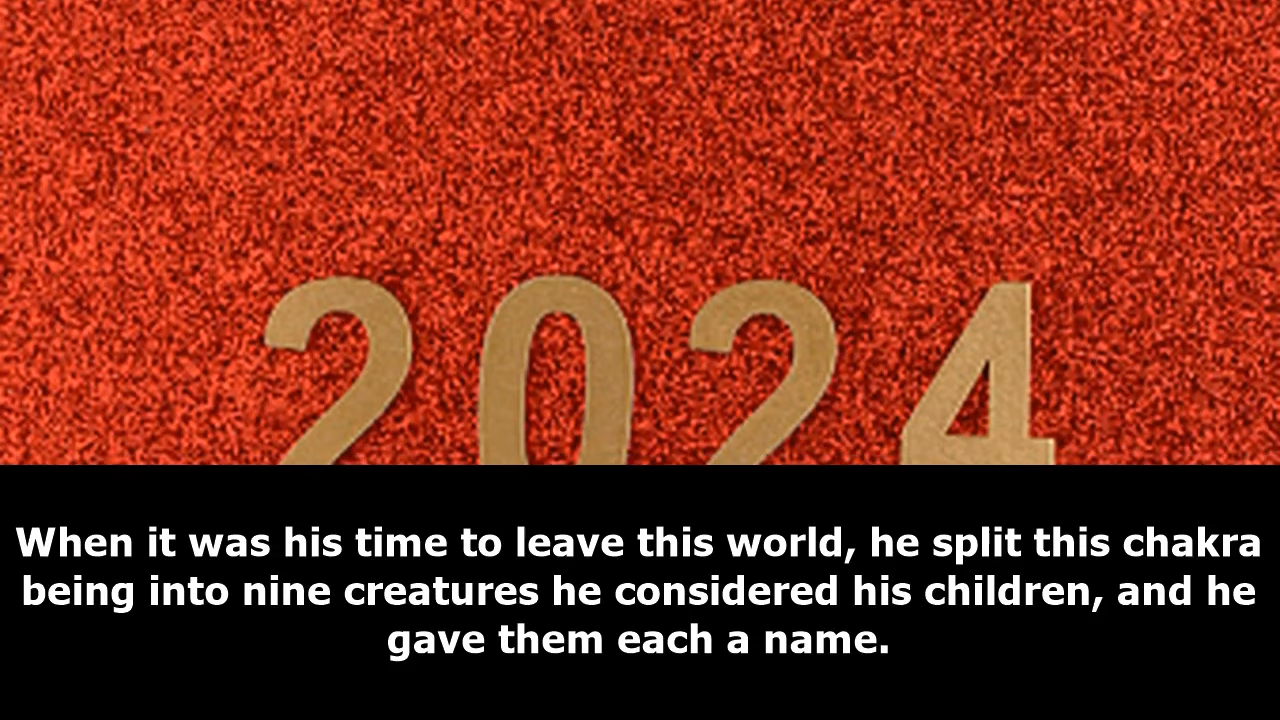 2024
When it was his time to leave this world, he split this chakra
being into nine creatures he considered his children, and he
gave them each a name.